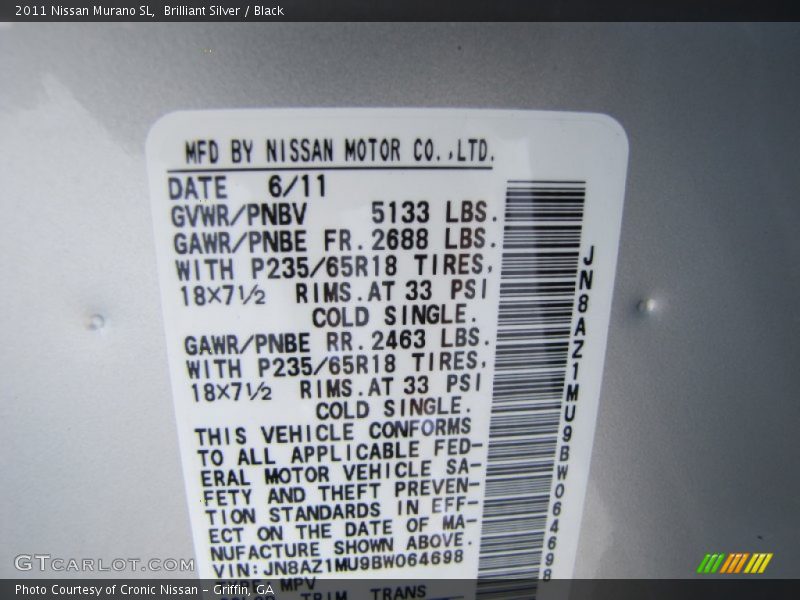 2011 Nissan Murano SL, Brilliant Silver / Black
MFD BY NISSAN MOTOR CO.,LTD.
DATE 6/11
GVWR/PNBV 5133 LBS.
GAWR/PNBE FR. 2688 LBS.
WITH P235/65R18 TIRES,
18×7½ RIMS. AT 33 PSI
COLD SINGLE.
GAWR/PNBE RR. 2463 LBS.
WITH P235/65R18 TIRES,
18×7½ RIMS. AT 33 PSI
COLD SINGLE.
THIS VEHICLE CONFORMS
TO ALL APPLICABLE FED-
ERAL MOTOR VEHICLE SA-
FETY AND THEFT PREVEN-
TION STANDARDS IN EFF-
ECT ON THE DATE OF MA-
NUFACTURE SHOWN ABOVE.
VIN: JN8AZ1MU9BW064698
TYPE: MPV
COLOR TRIM TRANS
JN8AZ1MU9BW064698
GTCARLOT.COM
Photo Courtesy of Cronic Nissan - Griffin, GA